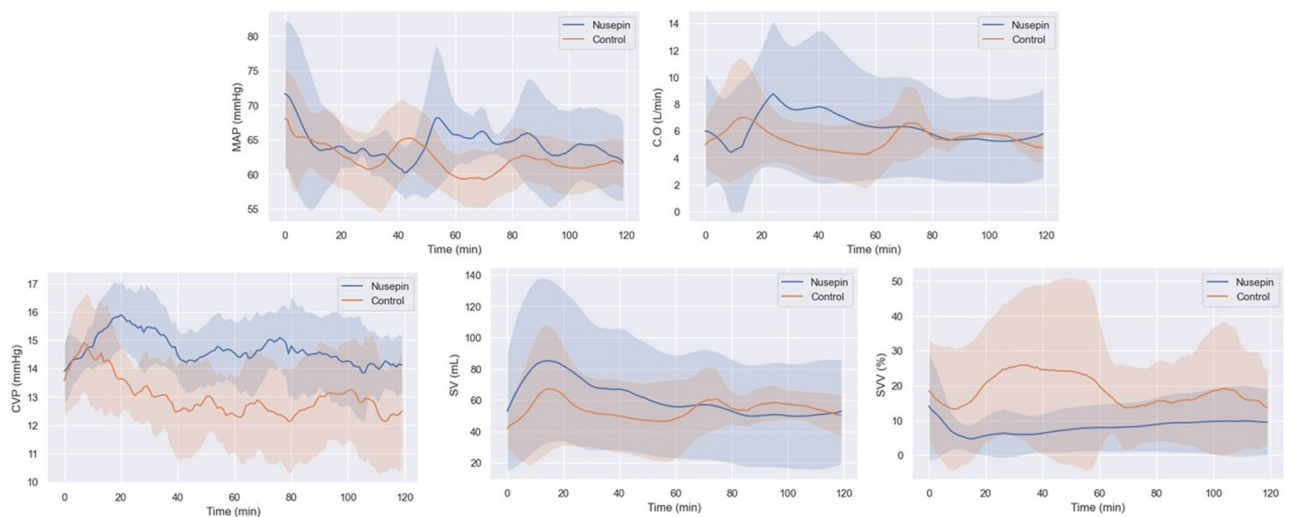 MAP (mmHg)
80
75
70
65
60
55
0 20 40 60 80 100 120
Time (min)
Nusepin
Control
C.O (L/min)
14
12
10
8
6
4
2
0
0 20 40 60 80 100 120
Time (min)
Nusepin
Control
CVP (mmHg)
17
16
15
14
13
12
11
10
0 20 40 60 80 100 120
Time (min)
Nusepin
Control
SV (mL)
140
120
100
80
60
40
20
0 20 40 60 80 100 120
Time (min)
Nusepin
Control
SVV (%)
50
40
30
20
10
0
0 20 40 60 80 100 120
Time (min)
Nusepin
Control